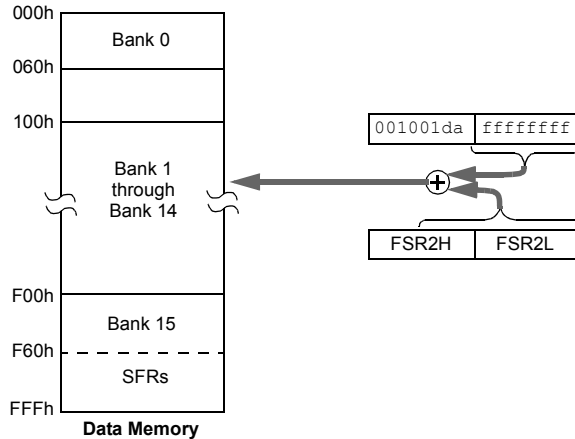 000h
Bank 0
060h
100h
001001da ffffffff
Bank 1
through
Bank 14
FSR2H FSR2L
F00h
Bank 15
F60h
SFRs
FFFh
Data Memory